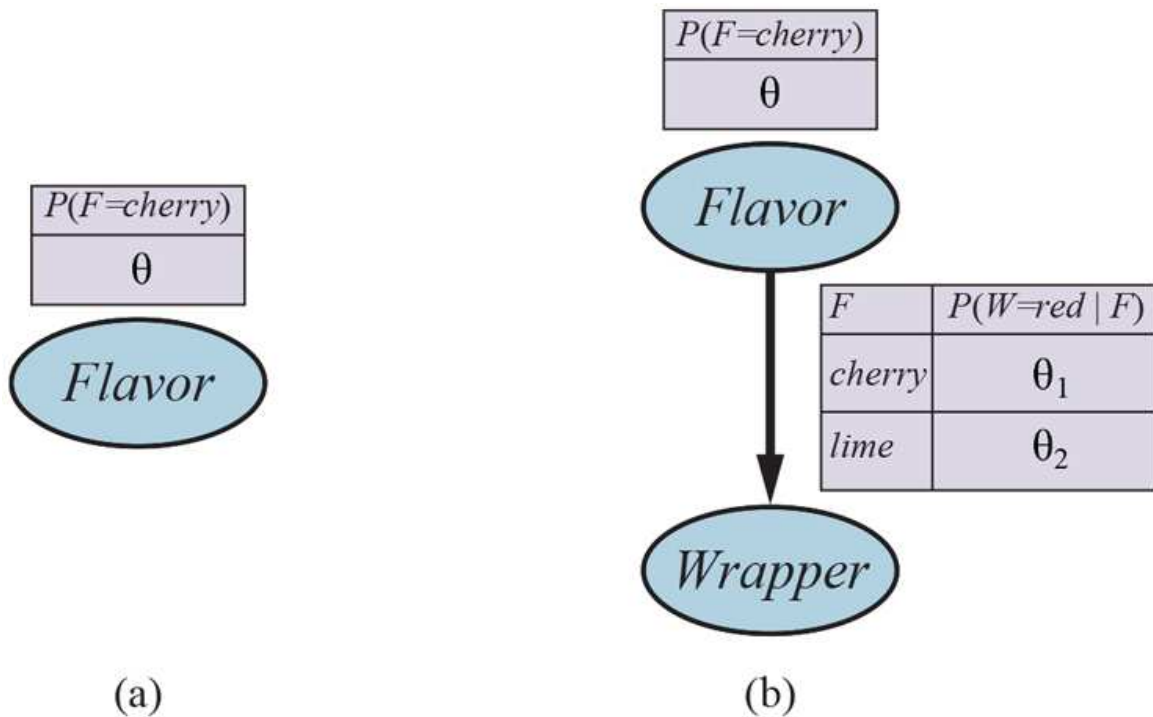 P(F=cherry)
θ
Flavor
(a)
P(F=cherry)
θ
Flavor
F P(W=red | F)
cherry θ₁
lime θ₂
Wrapper
(b)